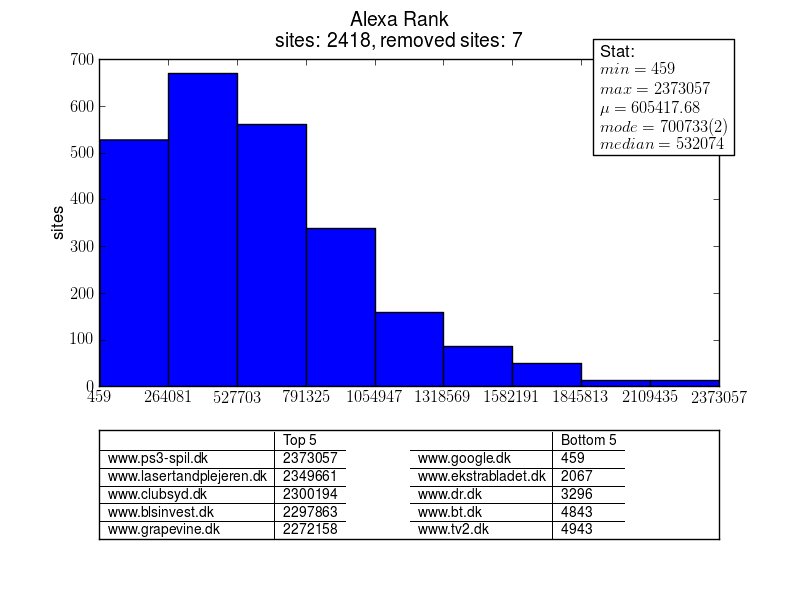 Alexa Rank
sites: 2418, removed sites: 7
Stat:
min = 459
max = 2373057
μ = 605417.68
mode = 700733(2)
median = 532074
700
600
500
400
300
200
100
0
sites
459 264081 527703 791325 1054947 1318569 1582191 1845813 2109435 2373057
Top 5 Bottom 5
www.ps3-spil.dk 2373057 www.google.dk 459
www.lasertandplejeren.dk 2349661 www.ekstrabladet.dk 2067
www.clubsyd.dk 2300194 www.dr.dk 3296
www.blsinvest.dk 2297863 www.bt.dk 4843
www.grapevine.dk 2272158 www.tv2.dk 4943